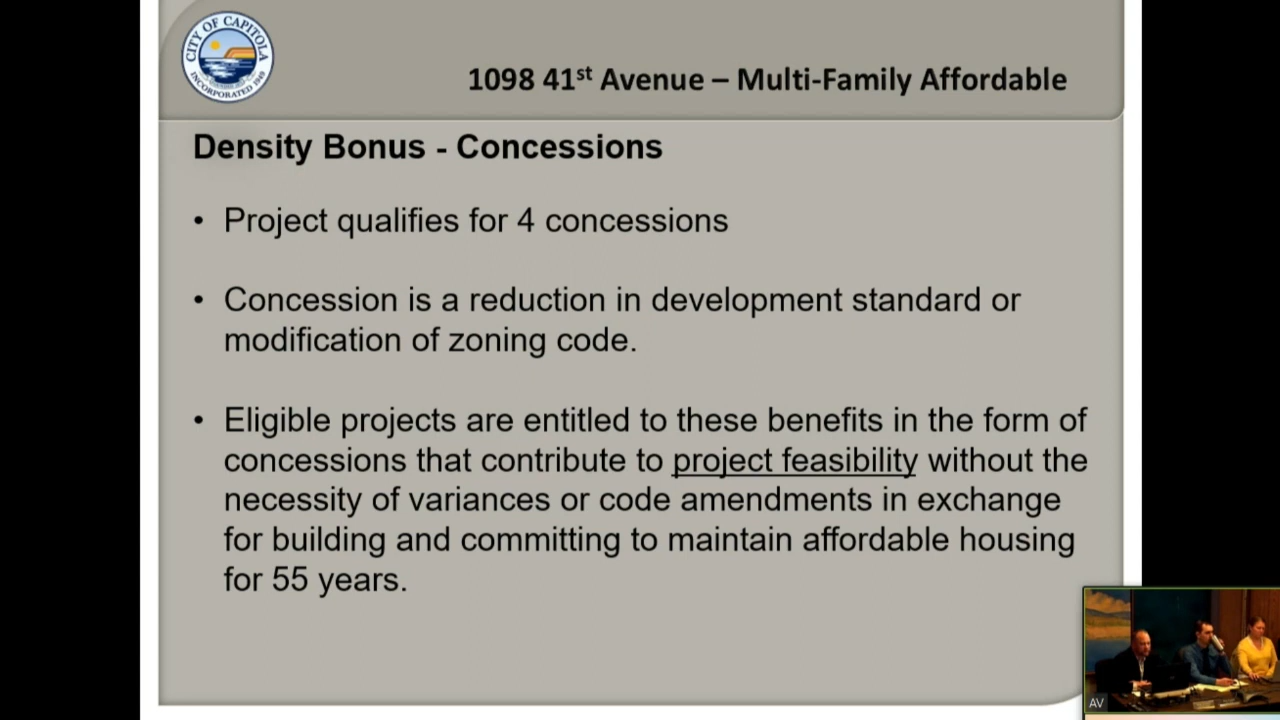 CITY OF CAPITOLA
INCORPORATED 1949
1098 41st Avenue – Multi-Family Affordable
Density Bonus - Concessions
• Project qualifies for 4 concessions
• Concession is a reduction in development standard or
modification of zoning code.
• Eligible projects are entitled to these benefits in the form of
concessions that contribute to project feasibility without the
necessity of variances or code amendments in exchange
for building and committing to maintain affordable housing
for 55 years.
AV